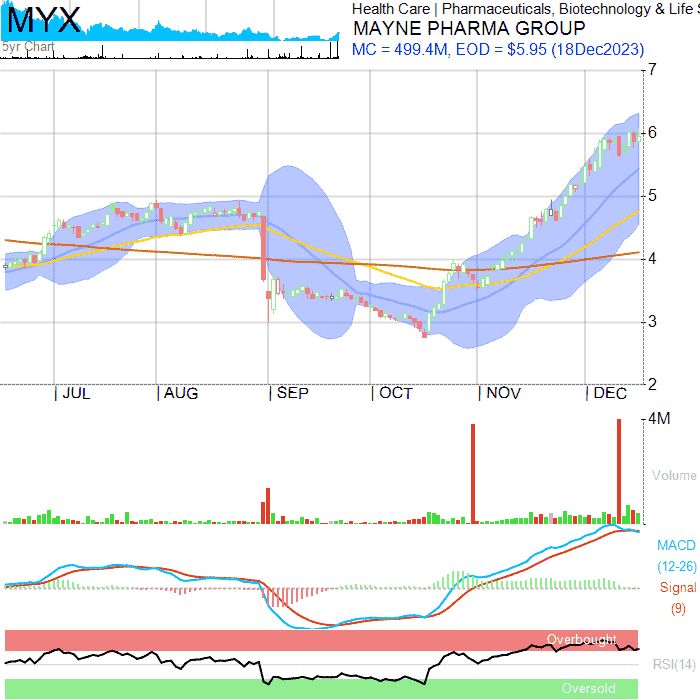 MYX
5yr Chart
Health Care | Pharmaceuticals, Biotechnology & Life S
MAYNE PHARMA GROUP
MC = 499.4M, EOD = $5.95 (18Dec2023)
7
6
5
4
3
2
| JUL | AUG | SEP | OCT | NOV | DEC
4M
Volume
MACD
(12-26)
Signal
(9)
Overbought
RSI(14)
Oversold